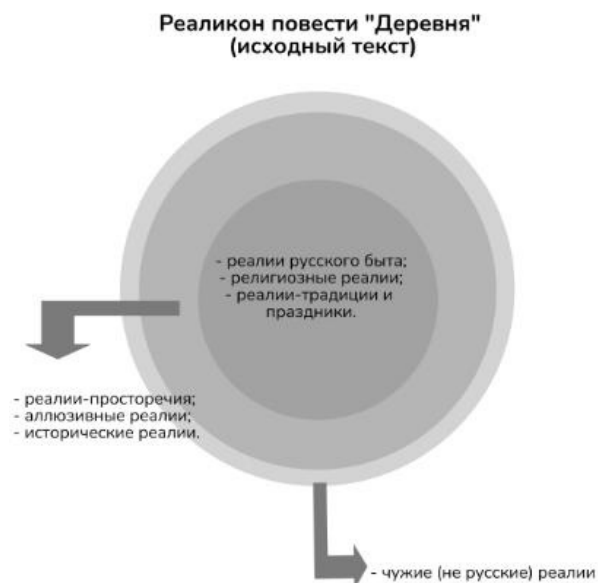 Реаликон повести "Деревня"
(исходный текст)
- реалии русского быта;
- религиозные реалии;
- реалии-традиции и
праздники.
- реалии-просторечия;
- аллюзивные реалии;
- исторические реалии.
- чужие (не русские) реалии